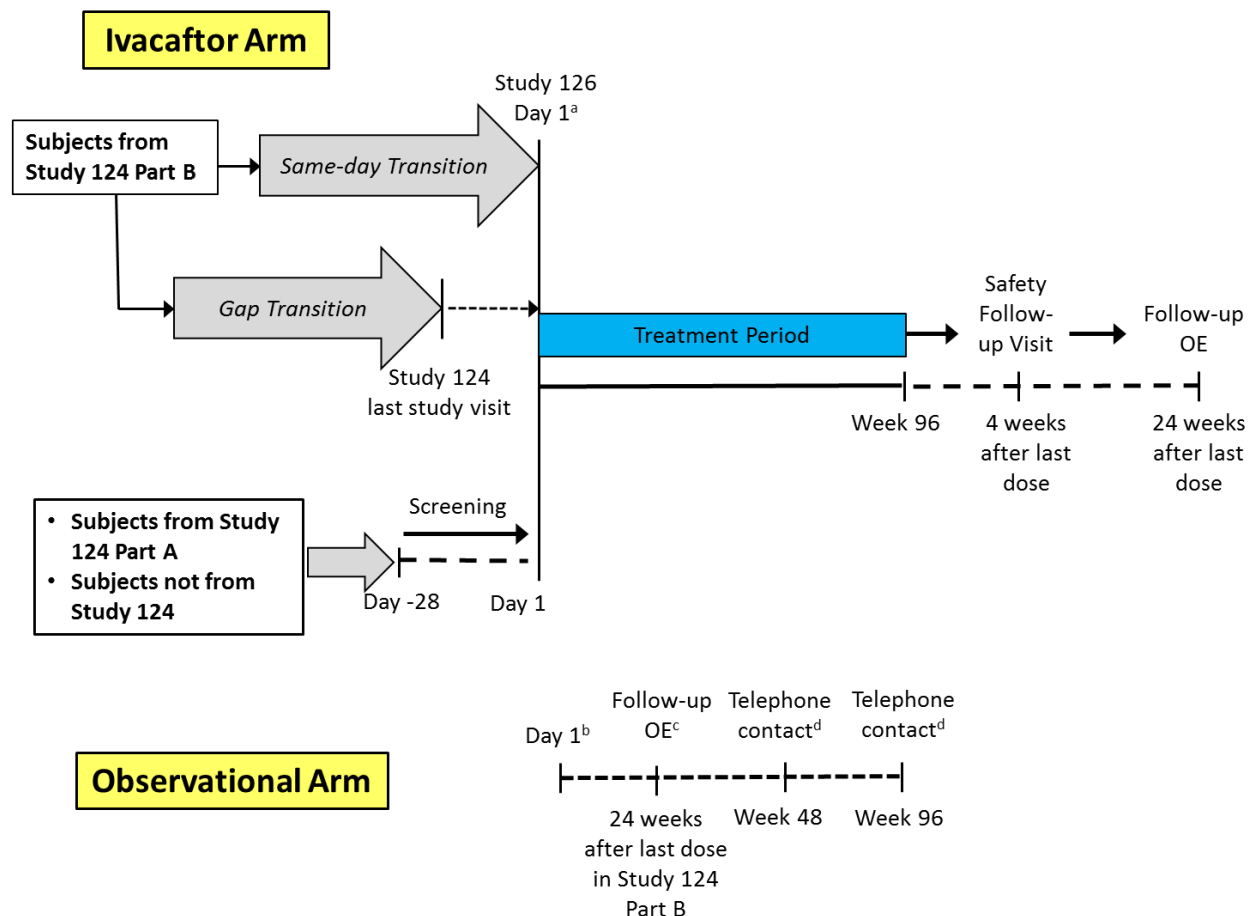 Ivacaftor Arm
Study 126
Day 1ᵃ
Subjects from
Study 124 Part B
Same-day Transition
Gap Transition
Study 124
last study visit
Treatment Period
Safety
Follow-
up Visit
Follow-up
OE
Week 96
4 weeks
after last
dose
24 weeks
after last
dose
• Subjects from Study
124 Part A
• Subjects not from
Study 124
Screening
Day -28
Day 1
Observational Arm
Day 1ᵇ
Follow-up
OEᶜ
Telephone
contactᵈ
Telephone
contactᵈ
24 weeks
after last dose
in Study 124
Part B
Week 48
Week 96